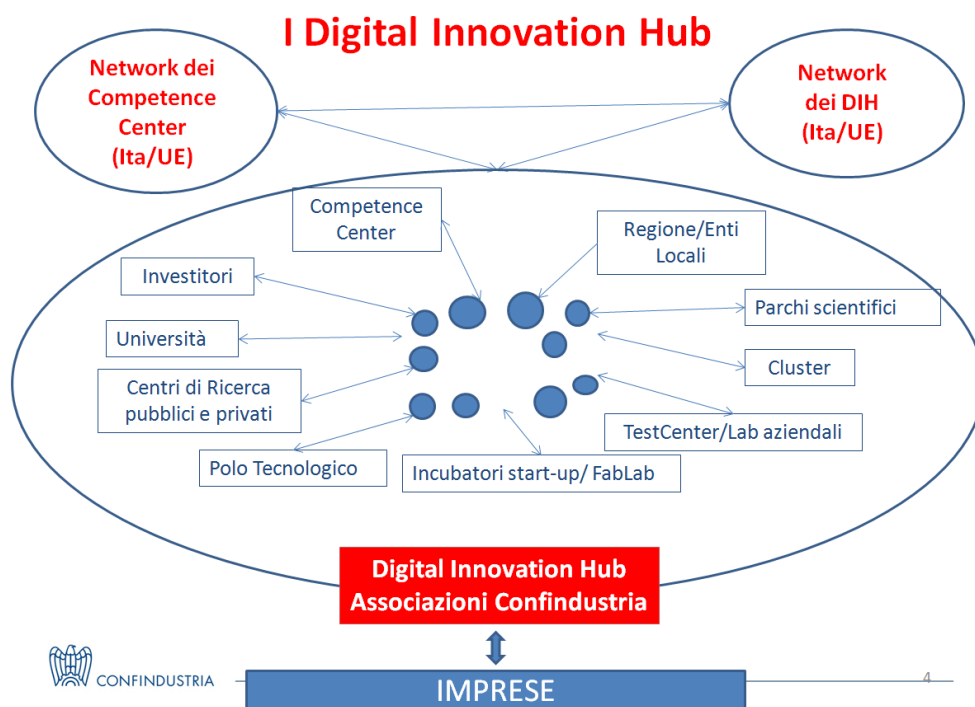 I Digital Innovation Hub
Network dei
Competence
Center
(Ita/UE)
Network
dei DIH
(Ita/UE)
Competence
Center
Regione/Enti
Locali
Investitori
Parchi scientifici
Università
Cluster
Centri di Ricerca
pubblici e privati
TestCenter/Lab aziendali
Polo Tecnologico
Incubatori start-up/ FabLab
Digital Innovation Hub
Associazioni Confindustria
CONFINDUSTRIA
4
IMPRESE